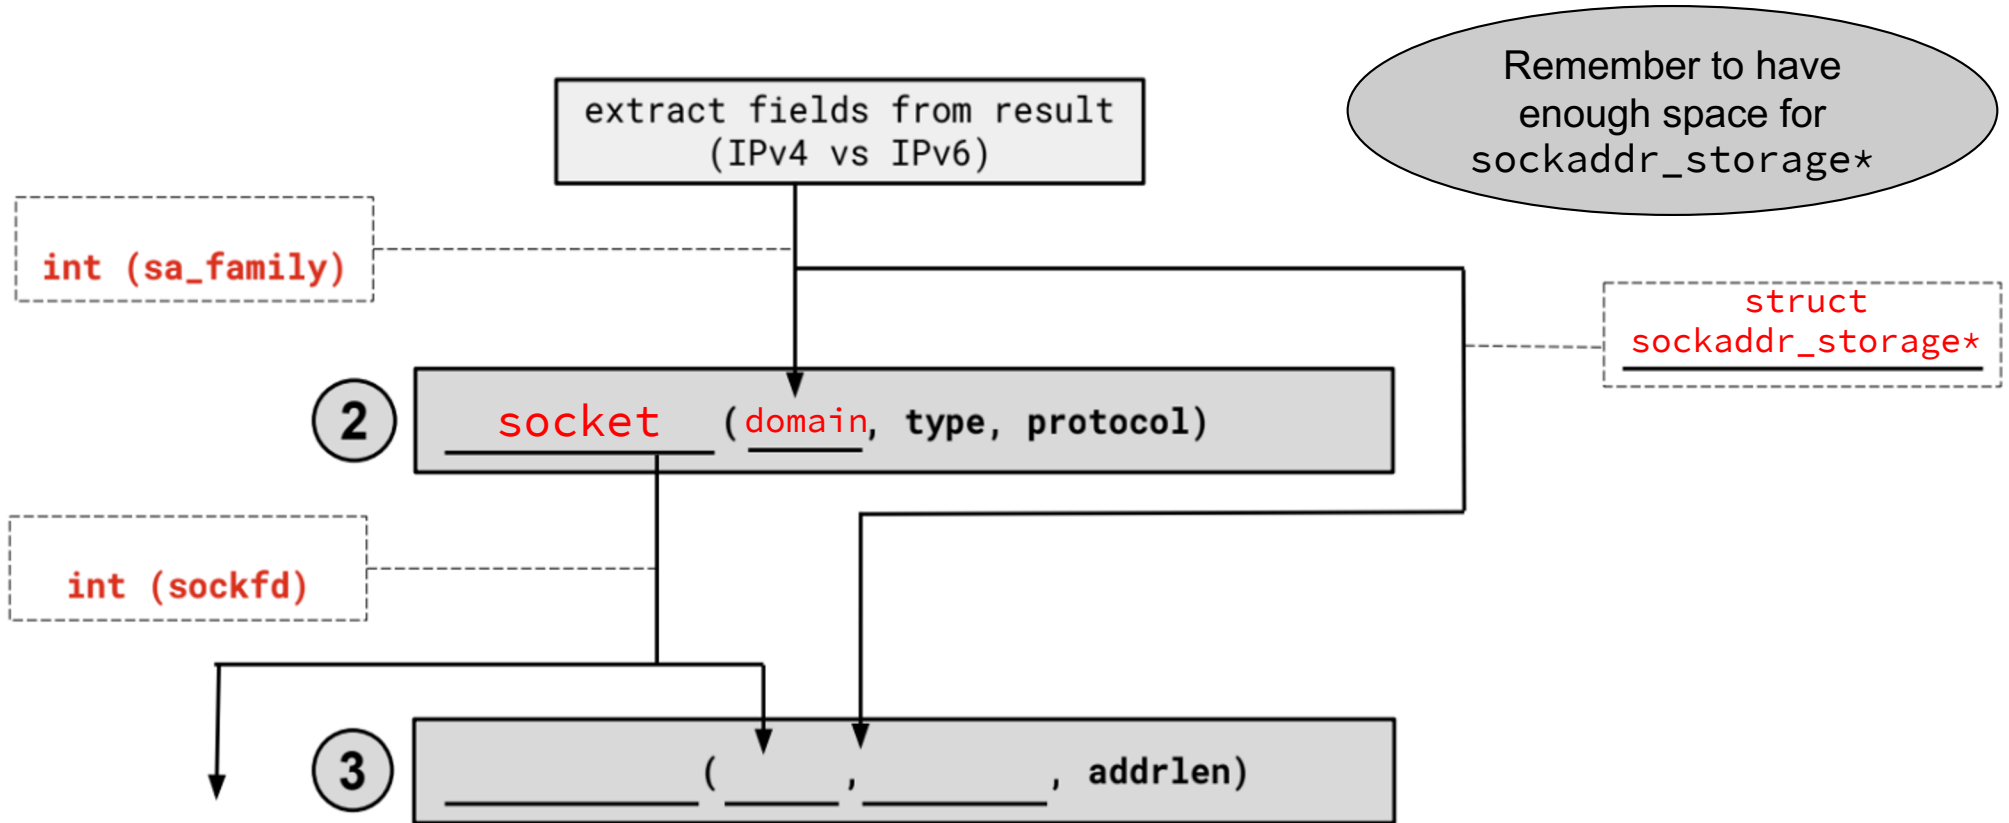 Remember to have
enough space for
sockaddr_storage*
extract fields from result
(IPv4 vs IPv6)
int (sa_family)
struct
sockaddr_storage*
2 socket (domain, type, protocol)
int (sockfd)
3 ( , , addrlen)